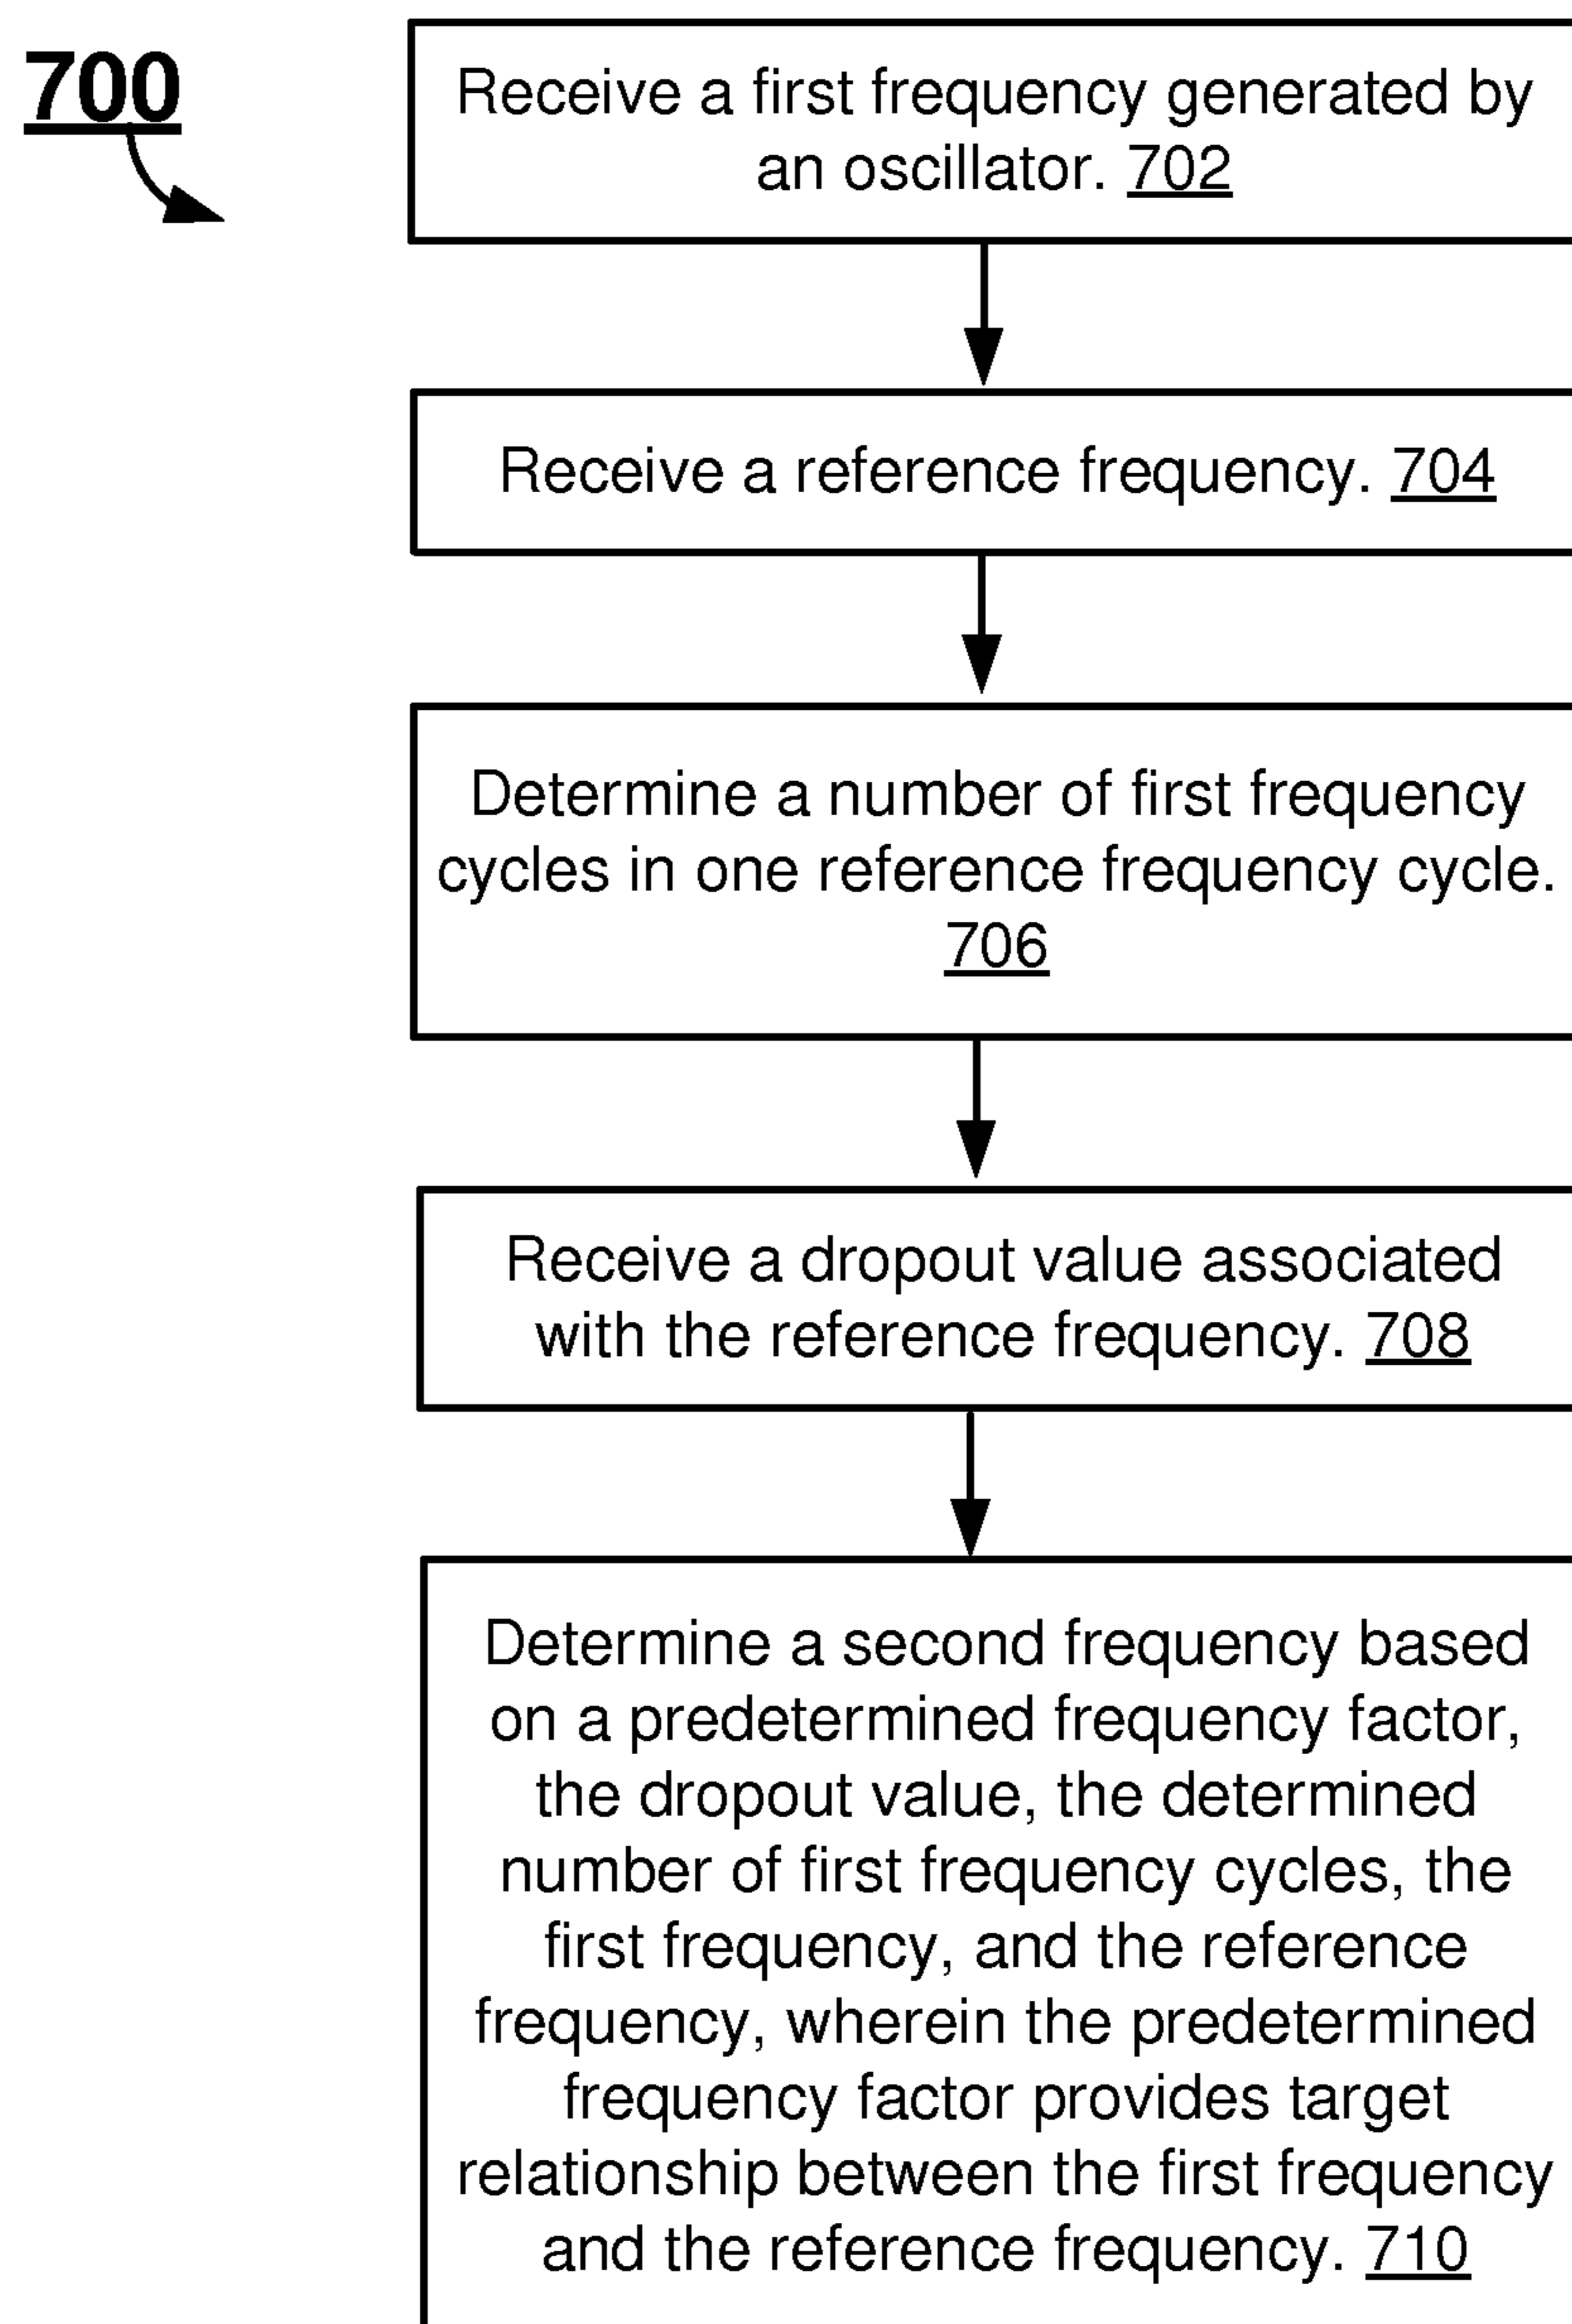 700
Receive a first frequency generated by
an oscillator. 702
Receive a reference frequency. 704
Determine a number of first frequency
cycles in one reference frequency cycle.
706
Receive a dropout value associated
with the reference frequency. 708
Determine a second frequency based
on a predetermined frequency factor,
the dropout value, the determined
number of first frequency cycles, the
first frequency, and the reference
frequency, wherein the predetermined
frequency factor provides target
relationship between the first frequency
and the reference frequency. 710